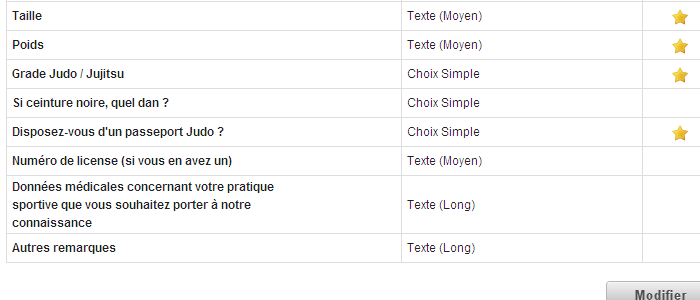 Taille Texte (Moyen)
Poids Texte (Moyen)
Grade Judo / Jujitsu Choix Simple
Si ceinture noire, quel dan ? Choix Simple
Disposez-vous d'un passeport Judo ? Choix Simple
Numéro de license (si vous en avez un) Texte (Moyen)
Données médicales concernant votre pratique
sportive que vous souhaitez porter à notre Texte (Long)
connaissance
Autres remarques Texte (Long)
Modifier